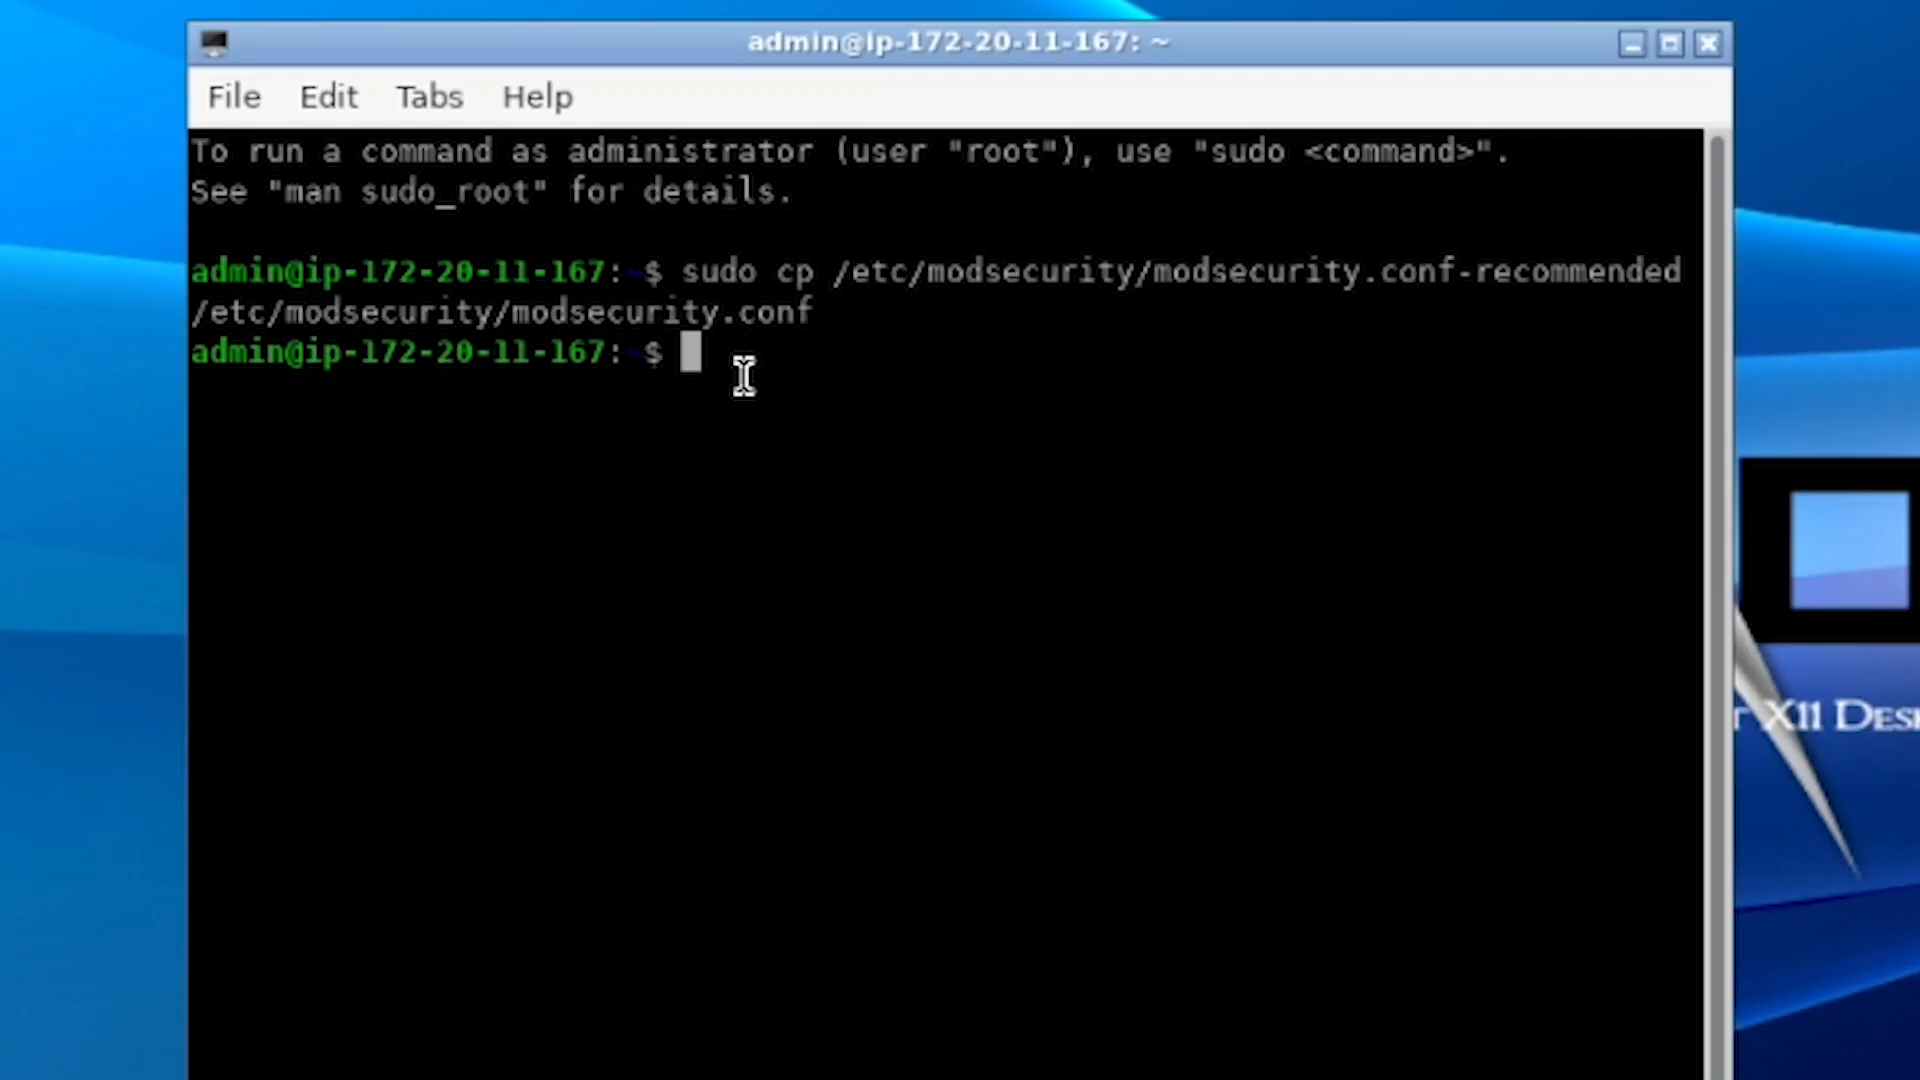 admin@ip-172-20-11-167: ~
File Edit Tabs Help
To run a command as administrator (user "root"), use "sudo <command>".
See "man sudo_root" for details.
admin@ip-172-20-11-167:~$ sudo cp /etc/modsecurity/modsecurity.conf-recommended
/etc/modsecurity/modsecurity.conf
admin@ip-172-20-11-167:~$
X11